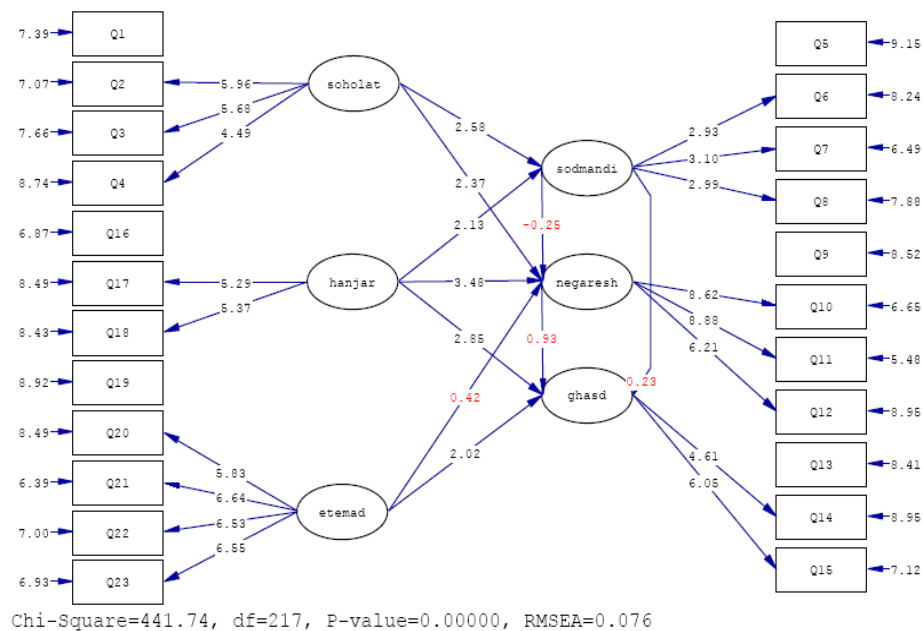 7.39 Q1
7.07 Q2
7.66 Q3
8.74 Q4
6.87 Q16
8.49 Q17
8.43 Q18
8.92 Q19
8.49 Q20
6.39 Q21
7.00 Q22
6.93 Q23
5.96
5.68
4.49
5.29
5.37
5.83
6.64
6.53
6.55
soholat
hanjar
etemad
2.58
2.37
2.13
3.48
2.85
0.42
2.02
sodmandi
-0.25
negaresh
0.93
ghasd
0.23
2.93
3.10
2.99
8.62
8.88
6.21
4.61
6.05
Q5 9.15
Q6 8.24
Q7 6.49
Q8 7.88
Q9 8.52
Q10 6.65
Q11 5.48
Q12 8.95
Q13 8.41
Q14 8.95
Q15 7.12
Chi-Square=441.74, df=217, P-value=0.00000, RMSEA=0.076